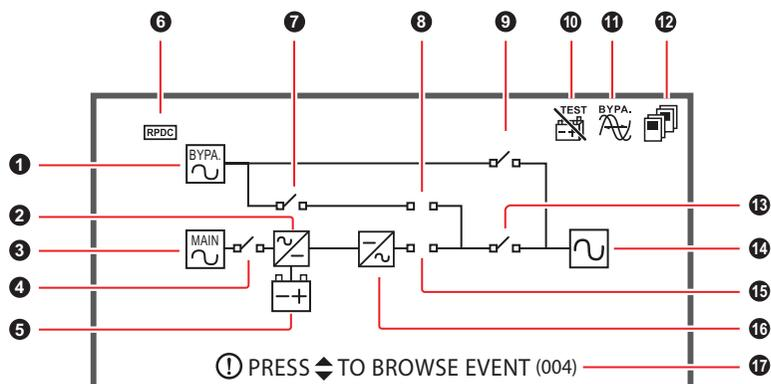 6 7 8 9 10 11 12
TEST BYPA.
RPDC
1 BYPA.
2 13
3 MAIN 14
4 15
5 − + 16
PRESS TO BROWSE EVENT (004) 17